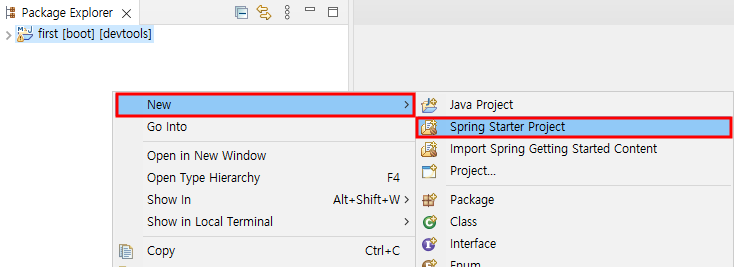 Package Explorer
first [boot] [devtools]
New
Go Into
Open in New Window
Open Type Hierarchy F4
Show In Alt+Shift+W
Show in Local Terminal
Copy Ctrl+C
Java Project
Spring Starter Project
Import Spring Getting Started Content
Project...
Package
Class
Interface
Enum